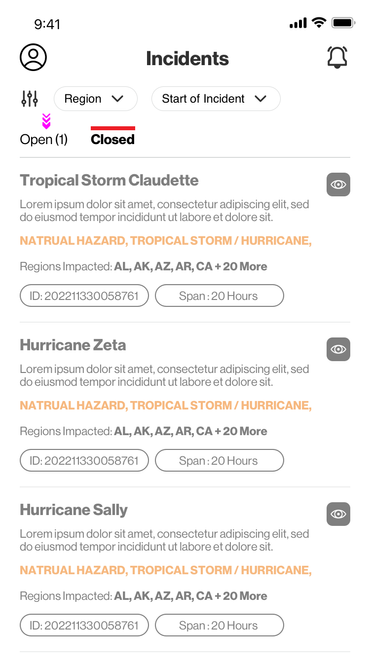 9:41
Incidents
Region
Start of Incident
Open (1)
Closed
Tropical Storm Claudette
Lorem ipsum dolor sit amet, consectetur adipiscing elit, sed
do eiusmod tempor incididunt ut labore et dolore sit.
NATRUAL HAZARD, TROPICAL STORM / HURRICANE,
Regions Impacted: AL, AK, AZ, AR, CA + 20 More
ID: 202211330058761
Span : 20 Hours
Hurricane Zeta
Lorem ipsum dolor sit amet, consectetur adipiscing elit, sed
do eiusmod tempor incididunt ut labore et dolore sit.
NATRUAL HAZARD, TROPICAL STORM / HURRICANE,
Regions Impacted: AL, AK, AZ, AR, CA + 20 More
ID: 202211330058761
Span : 20 Hours
Hurricane Sally
Lorem ipsum dolor sit amet, consectetur adipiscing elit, sed
do eiusmod tempor incididunt ut labore et dolore sit.
NATRUAL HAZARD, TROPICAL STORM / HURRICANE,
Regions Impacted: AL, AK, AZ, AR, CA + 20 More
ID: 202211330058761
Span : 20 Hours